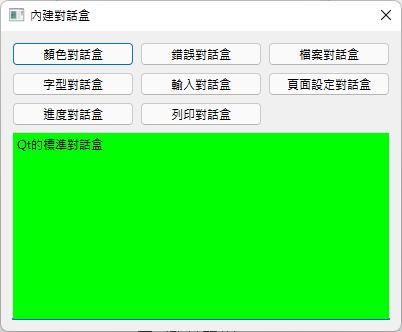 內建對話盒
顏色對話盒 錯誤對話盒 檔案對話盒
字型對話盒 輸入對話盒 頁面設定對話盒
進度對話盒 列印對話盒
Qt的標準對話盒